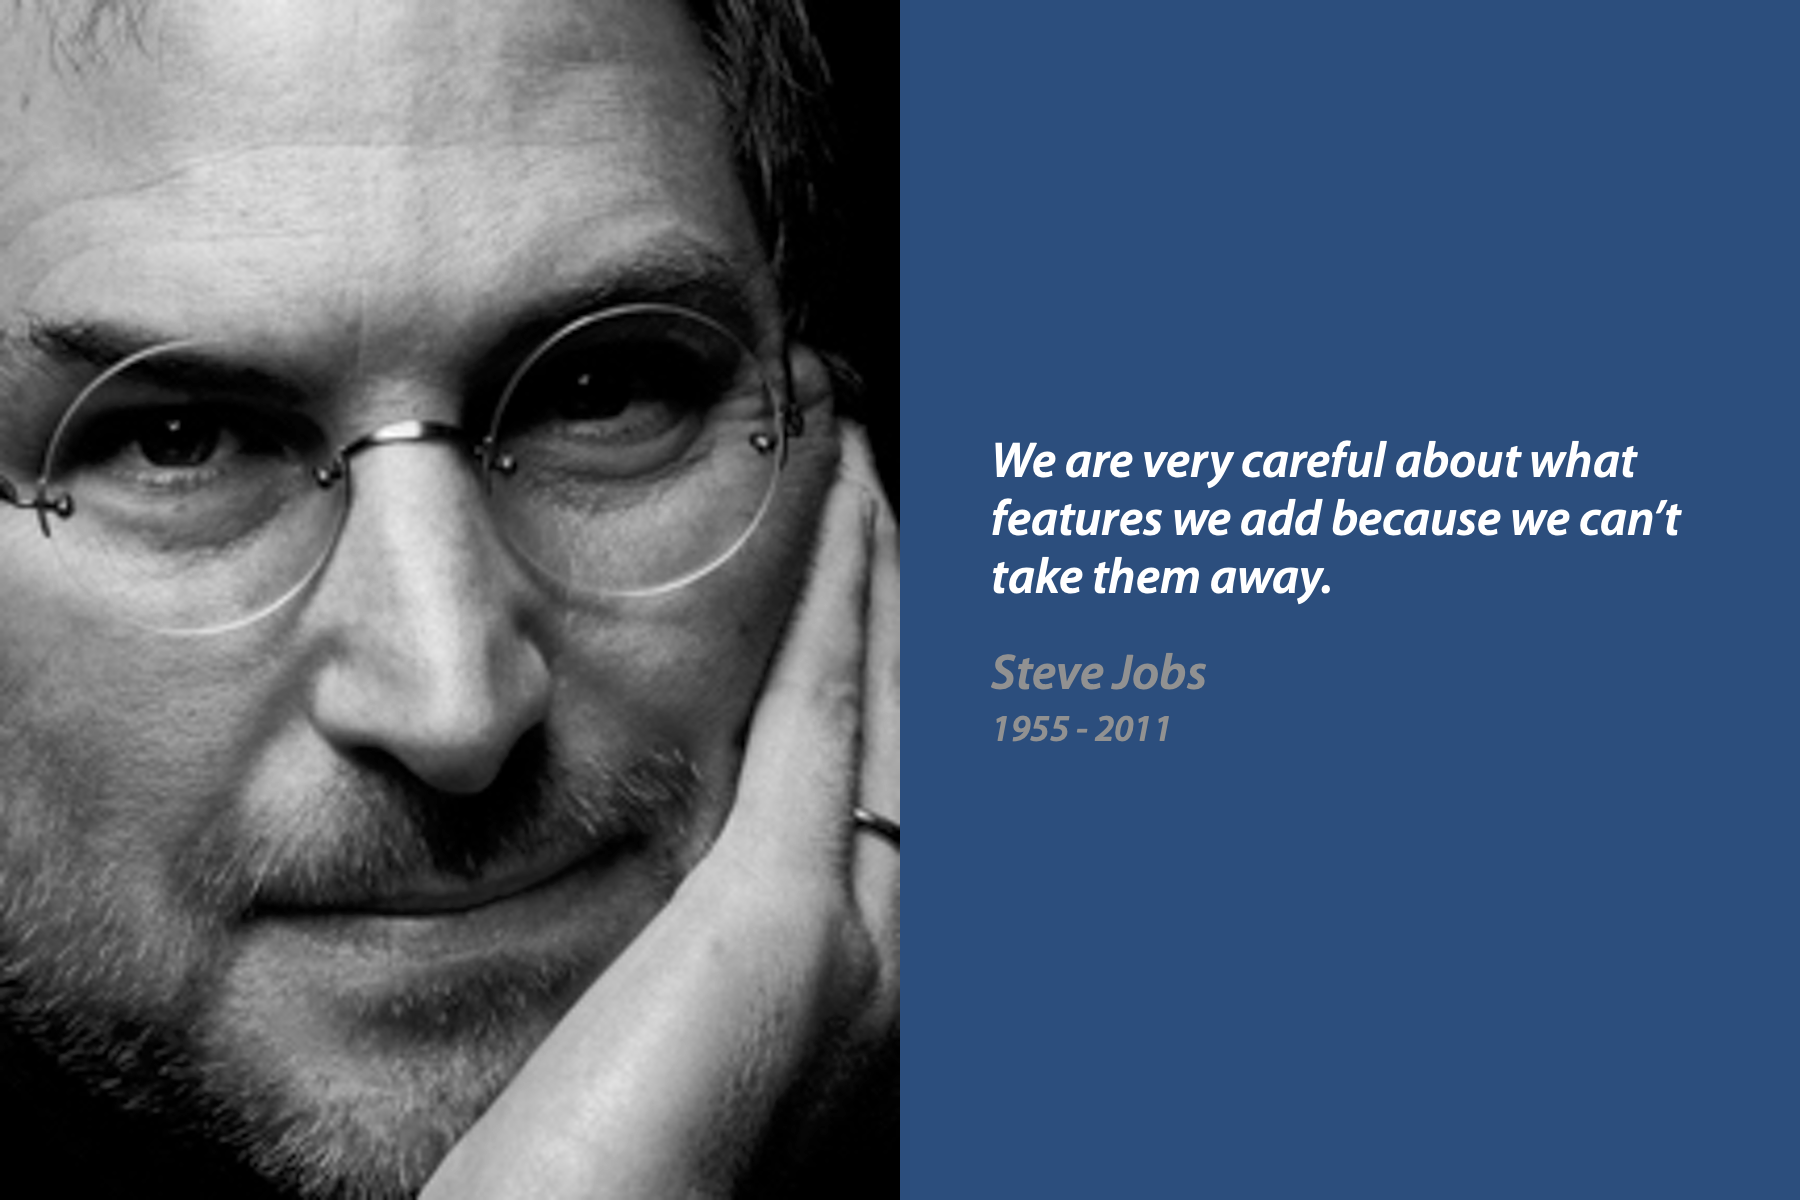 We are very careful about what
features we add because we can’t
take them away.
Steve Jobs
1955 - 2011